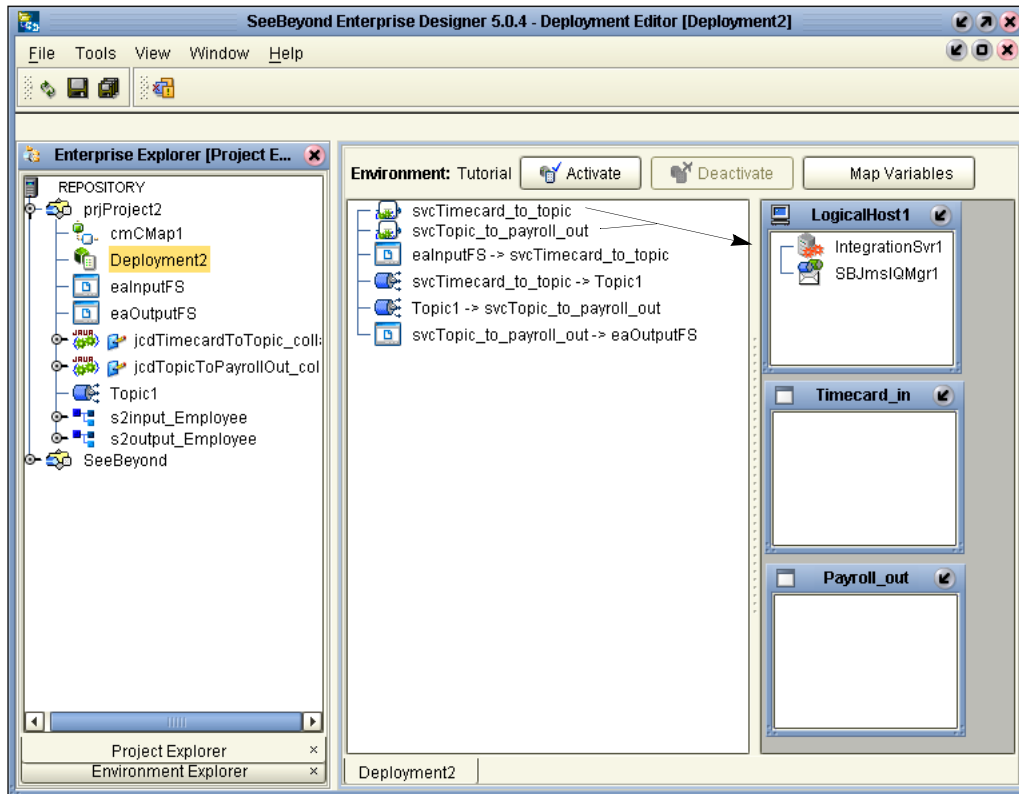 SeeBeyond Enterprise Designer 5.0.4 - Deployment Editor [Deployment2]
File Tools View Window Help
Enterprise Explorer [Project E...
REPOSITORY
prjProject2
cmCMap1
Deployment2
eaInputFS
eaOutputFS
JAVA jcdTimecardToTopic_coll
JAVA jcdTopicToPayrollOut_col
Topic1
s2input_Employee
s2output_Employee
SeeBeyond
Project Explorer ×
Environment Explorer ×
Environment: Tutorial Activate Deactivate Map Variables
svcTimecard_to_topic
svcTopic_to_payroll_out
eaInputFS -> svcTimecard_to_topic
svcTimecard_to_topic -> Topic1
Topic1 -> svcTopic_to_payroll_out
svcTopic_to_payroll_out -> eaOutputFS
LogicalHost1
IntegrationSvr1
SBJmsIQMgr1
Timecard_in
Payroll_out
Deployment2